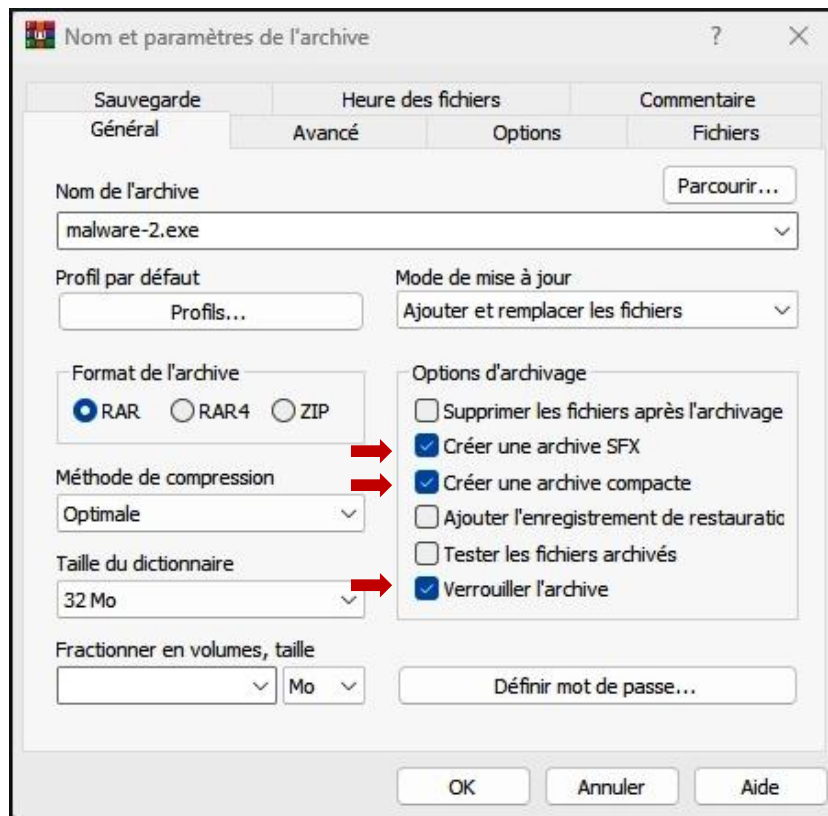 Nom et paramètres de l'archive
Sauvegarde Heure des fichiers Commentaire
Général Avancé Options Fichiers
Nom de l'archive
Parcourir...
malware-2.exe
Profil par défaut
Profils...
Mode de mise à jour
Ajouter et remplacer les fichiers
Format de l'archive
RAR RAR4 ZIP
Méthode de compression
Optimale
Taille du dictionnaire
32 Mo
Fractionner en volumes, taille
Mo
Options d'archivage
Supprimer les fichiers après l'archivage
Créer une archive SFX
Créer une archive compacte
Ajouter l'enregistrement de restauratio
Tester les fichiers archivés
Verrouiller l'archive
Définir mot de passe...
OK Annuler Aide